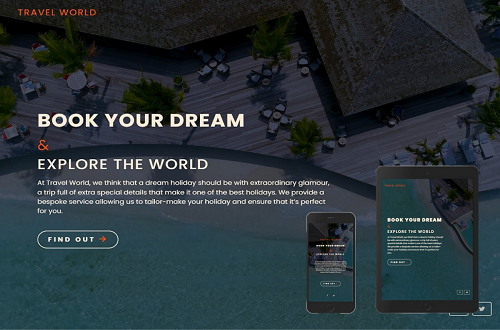 TRAVEL WORLD
BOOK YOUR DREAM
&
EXPLORE THE WORLD
At Travel World, we think that a dream holiday should be with extraordinary glamour,
a trip full of extra special details that make it one of the best holidays. We provide a
bespoke service allowing us to tailor-make your holiday and ensure that it's perfect
for you.
FIND OUT
BOOK YOUR DREAM
EXPLORE THE WORLD
FIND OUT
BOOK YOUR DREAM
&
EXPLORE THE WORLD
FIND OUT